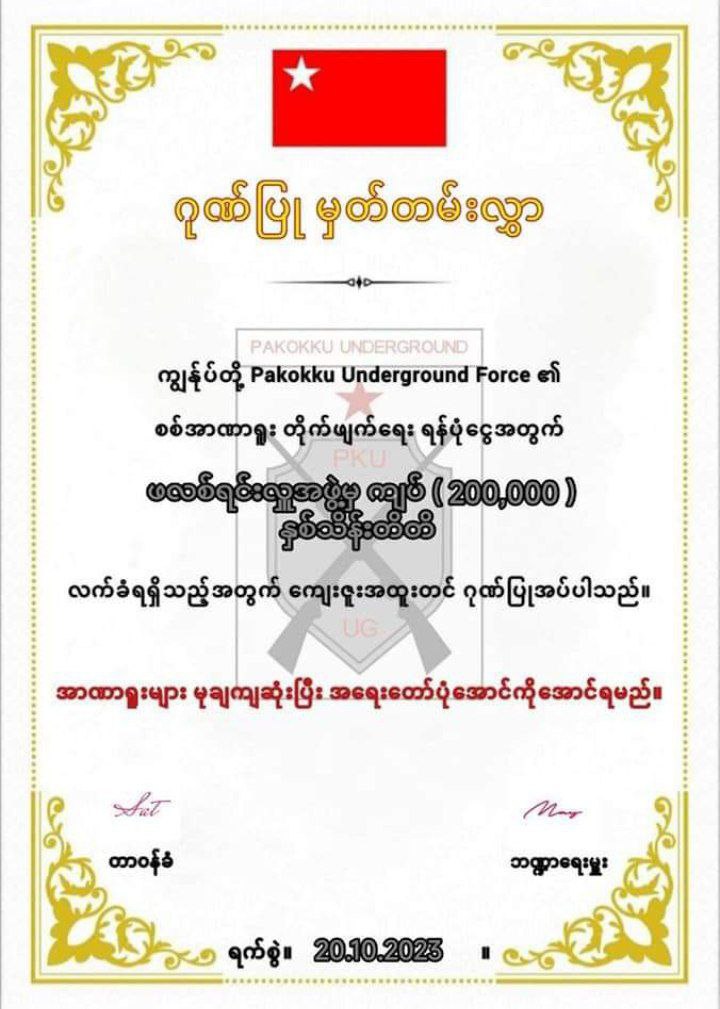 ဂုဏ်ပြု မှတ်တမ်းလွှာ
PAKOKKU UNDERGROUND
ကျွန်ုပ်တို့ Pakokku Underground Force ၏
စစ်အာဏာရူး တိုက်ဖျက်ရေး ရန်ပုံငွေအတွက်
PKU
ဖလစ်ရင်းလှူအဖွဲ့မှ ကျပ် ( 200,000 )
နှစ်သိန်းတိတိ
လက်ခံရရှိသည့်အတွက် ကျေးဇူးအထူးတင် ဂုဏ်ပြုအပ်ပါသည်။
UG
အာဏာရူးများ မုချကျဆုံးပြီး အရေးတော်ပုံအောင်ကိုအောင်ရမည်။
Sat May
တာဝန်ခံ ဘဏ္ဍာရေးမှူး
ရက်စွဲ။ 20.10.2023 ။